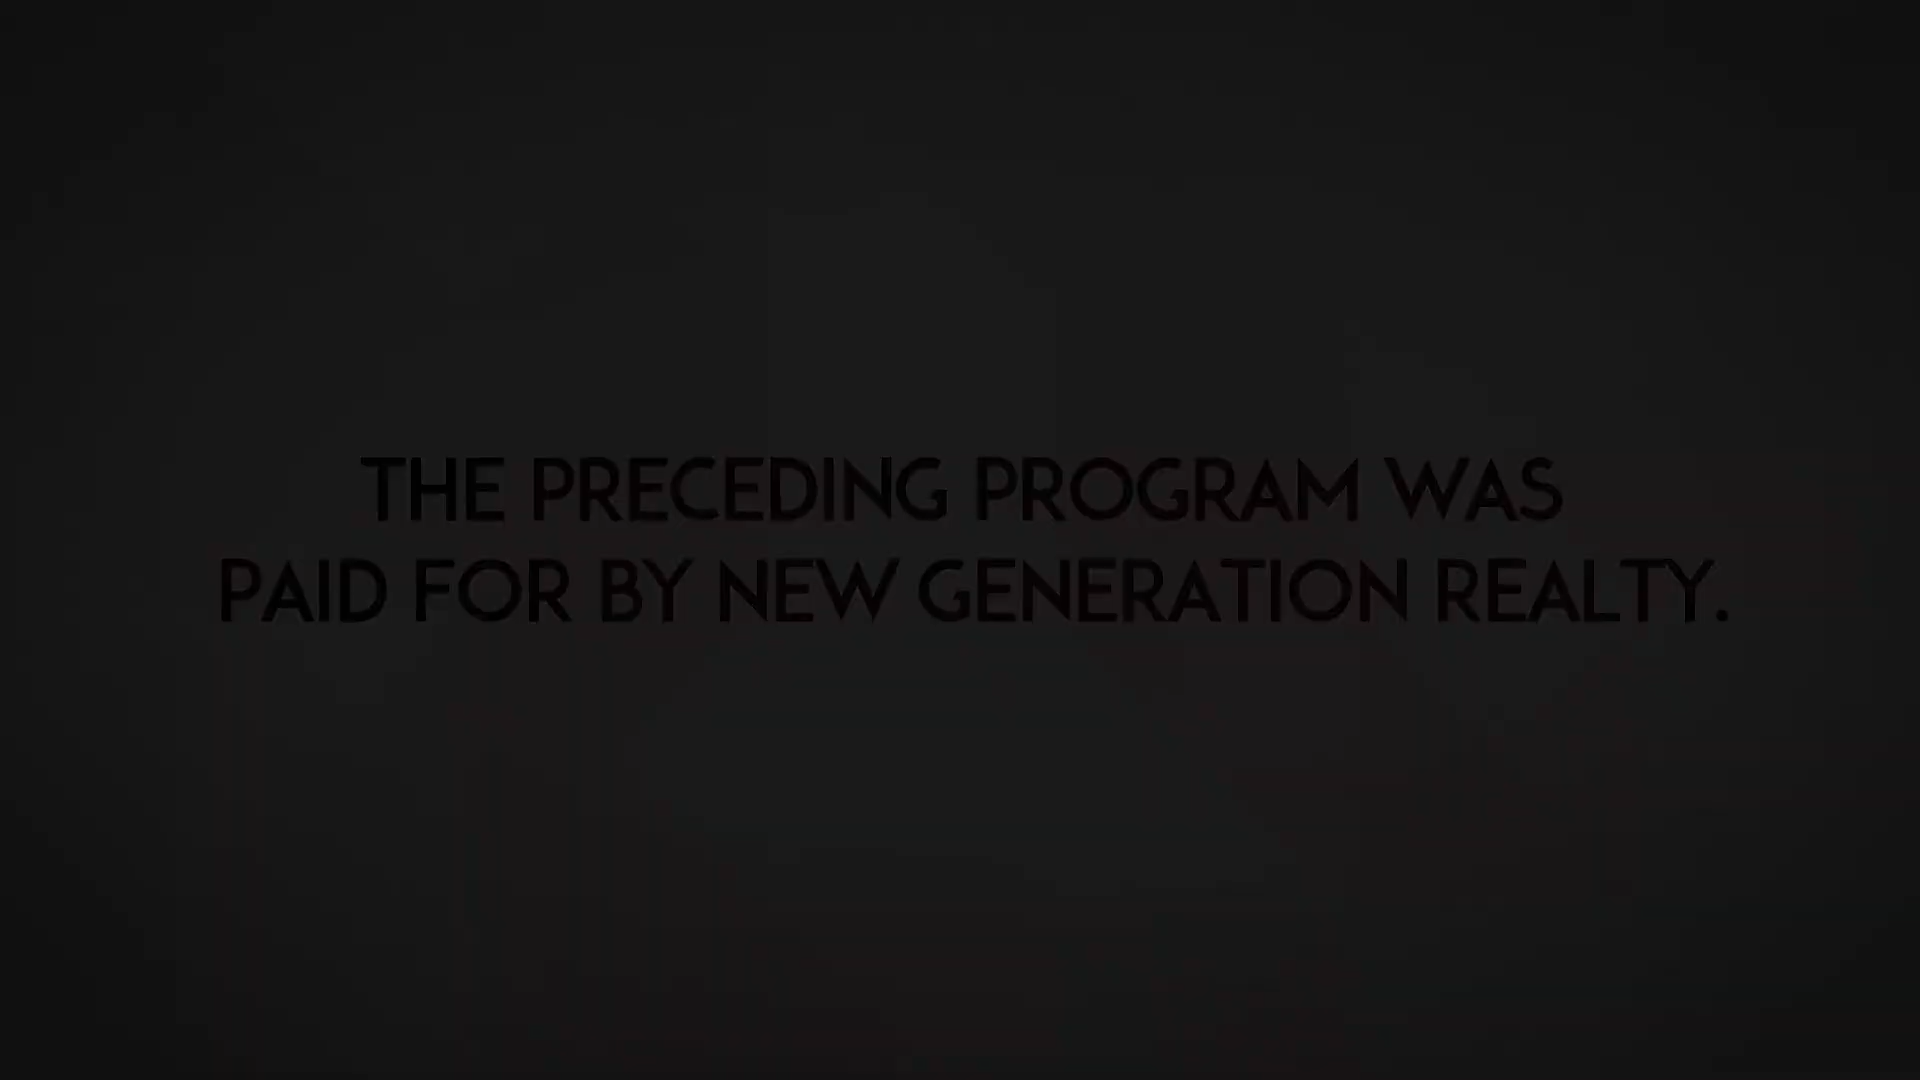 THE PRECEDING PROGRAM WAS
PAID FOR BY NEW GENERATION REALTY.